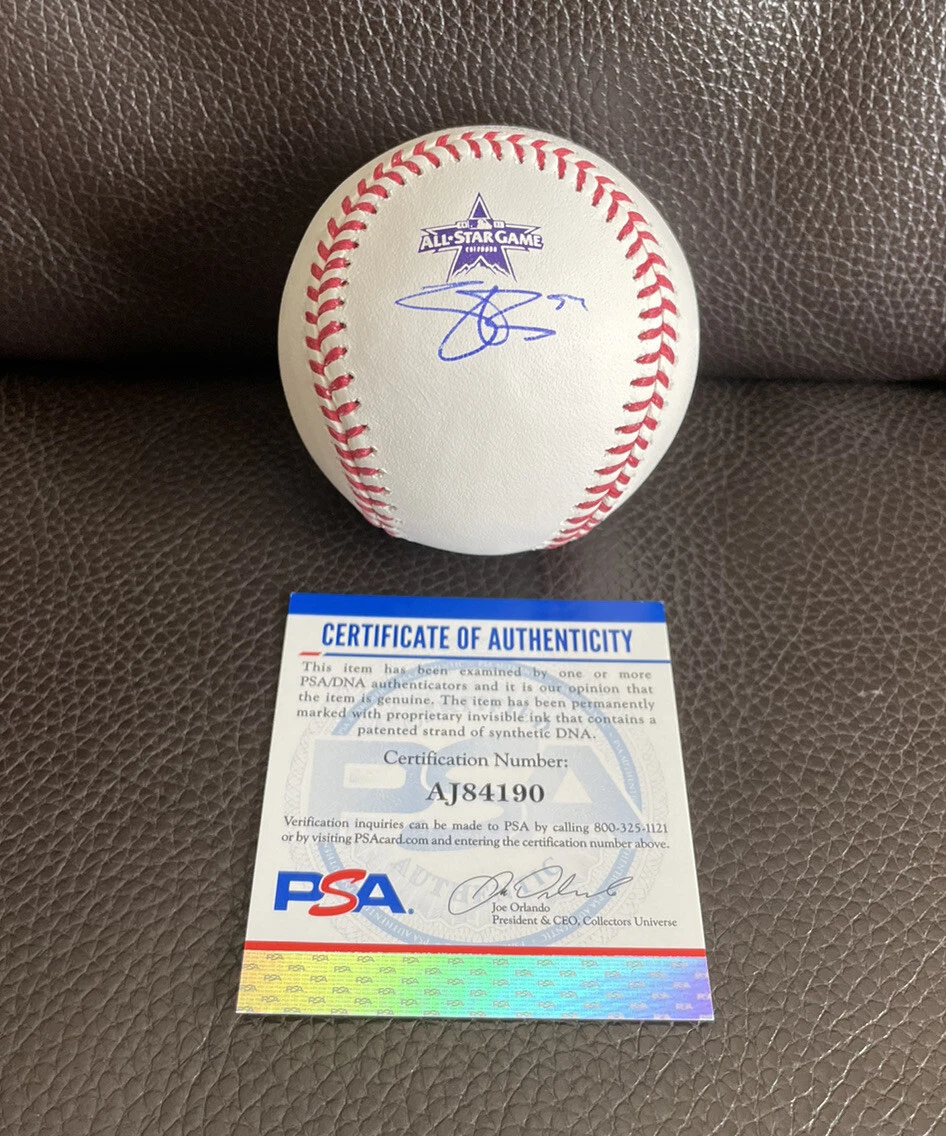 ALL★STAR GAME
COLORADO
CERTIFICATE OF AUTHENTICITY
This item has been examined by one or more
PSA/DNA authenticators and it is our opinion that
the item is genuine. The item has been permanently
marked with proprietary invisible ink that contains a
patented strand of synthetic DNA.
Certification Number:
AJ84190
Verification inquiries can be made to PSA by calling 800-325-1121
or by visiting PSAcard.com and entering the certification number above.
PSA
AUTHENTIC
PSA.
Joe Orlando
President & CEO, Collectors Universe